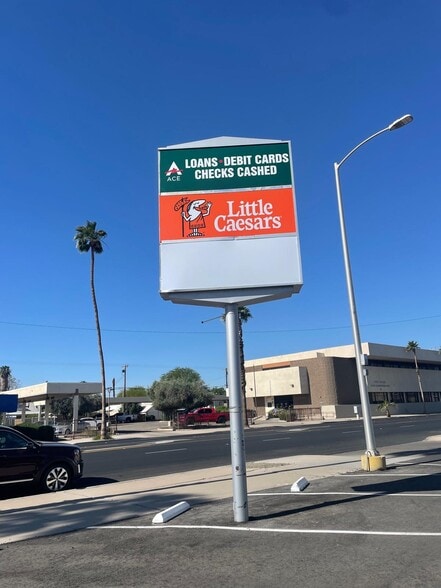 ACE
LOANS • DEBIT CARDS
CHECKS CASHED
Little
Caesars